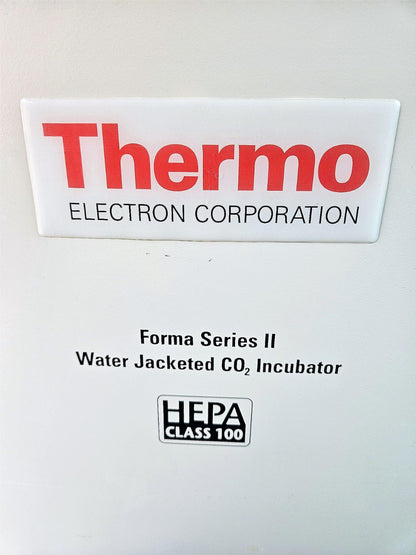 Thermo
ELECTRON CORPORATION
Forma Series II
Water Jacketed CO₂ Incubator
HEPA
CLASS 100